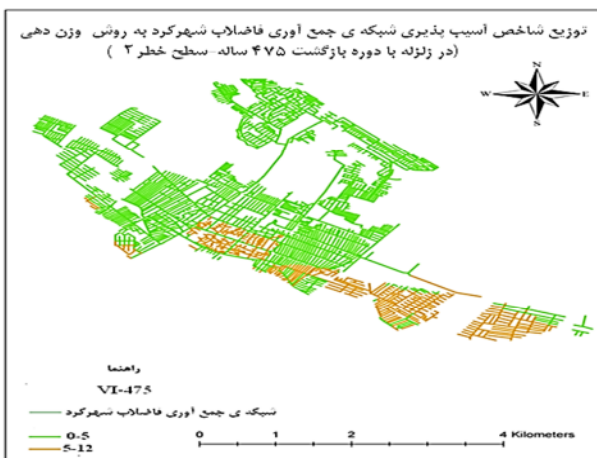 توزیع شاخص آسیب پذیری شبکه ی جمع آوری فاضلاب شهرکرد به روش وزن دهی
(در زلزله با دوره بازگشت ۴۷۵ ساله-سطح خطر ۲ )
N
W E
S
راهنما
VI-475
شبکه ی جمع آوری فاضلاب شهرکرد
0-5
5-12
0 1 2 4 Kilometers